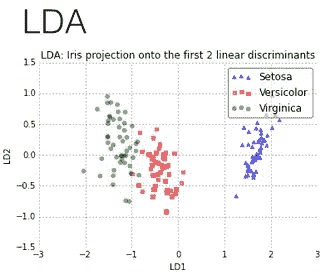 LDA
LDA: Iris projection onto the first 2 linear discriminants
Setosa
Versicolor
Virginica
1.5
1.0
0.5
0.0
−0.5
−1.0
−1.5
LD2
−3 −2 −1 0 1 2 3
LD1